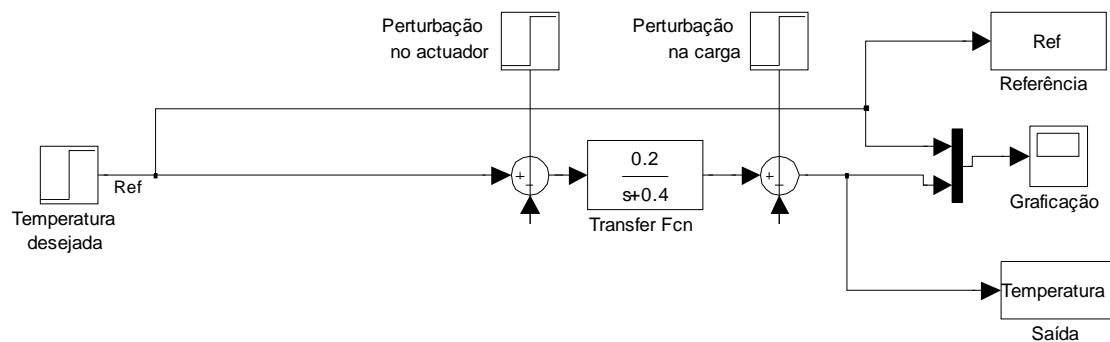 Perturbação
no actuador
Perturbação
na carga
Ref
Referência
Ref
Temperatura
desejada
+
−
0.2
s+0.4
Transfer Fcn
+
−
Graficação
Temperatura
Saída